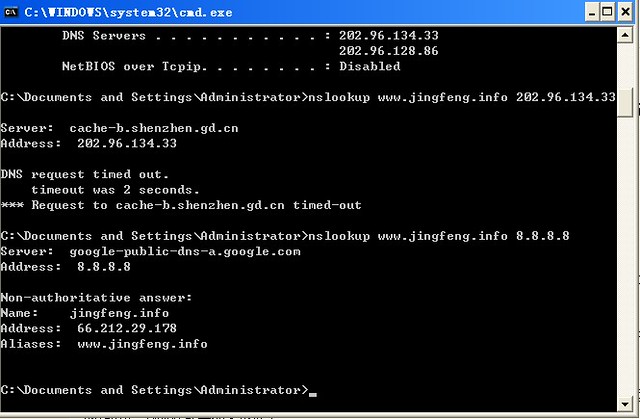 C:\WINDOWS\system32\cmd.exe
DNS Servers . . . . . . . . . . . : 202.96.134.33
202.96.128.86
NetBIOS over Tcpip. . . . . . . . : Disabled
C:\Documents and Settings\Administrator>nslookup www.jingfeng.info 202.96.134.33
Server:  cache-b.shenzhen.gd.cn
Address:  202.96.134.33
DNS request timed out.
timeout was 2 seconds.
*** Request to cache-b.shenzhen.gd.cn timed-out
C:\Documents and Settings\Administrator>nslookup www.jingfeng.info 8.8.8.8
Server:  google-public-dns-a.google.com
Address:  8.8.8.8
Non-authoritative answer:
Name:    jingfeng.info
Address:  66.212.29.178
Aliases:  www.jingfeng.info
C:\Documents and Settings\Administrator>_